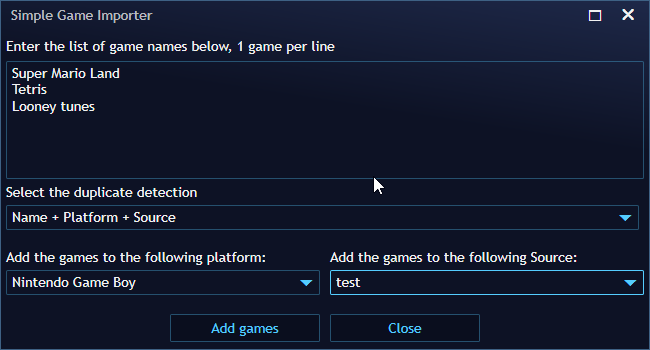 Simple Game Importer
Enter the list of game names below, 1 game per line
Super Mario Land
Tetris
Looney tunes
Select the duplicate detection
Name + Platform + Source
Add the games to the following platform:
Add the games to the following Source:
Nintendo Game Boy
test
Add games
Close